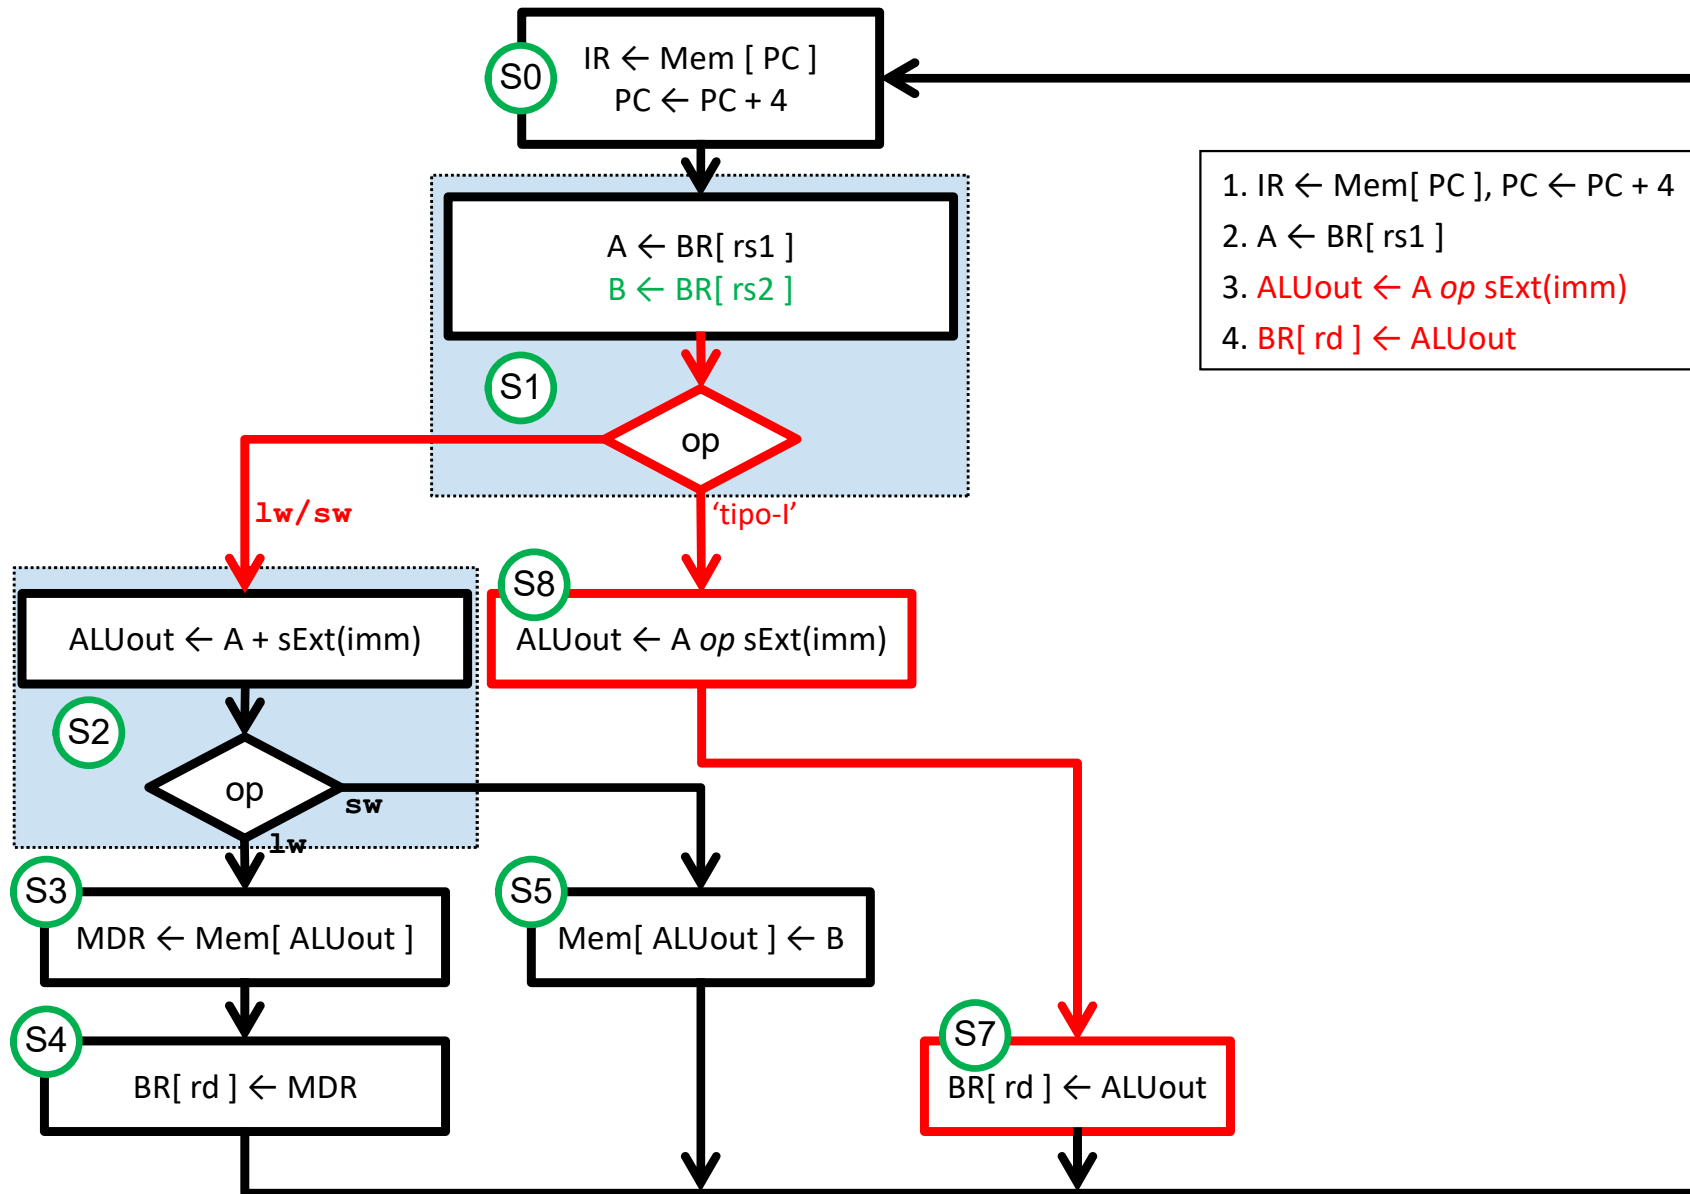 S0
IR ← Mem [ PC ]
PC ← PC + 4
1. IR ← Mem[ PC ], PC ← PC + 4
2. A ← BR[ rs1 ]
3. ALUout ← A op sExt(imm)
4. BR[ rd ] ← ALUout
A ← BR[ rs1 ]
B ← BR[ rs2 ]
S1
op
lw/sw
‘tipo-I’
S8
ALUout ← A + sExt(imm)
ALUout ← A op sExt(imm)
S2
op
sw
lw
S3
MDR ← Mem[ ALUout ]
S5
Mem[ ALUout ] ← B
S4
BR[ rd ] ← MDR
S7
BR[ rd ] ← ALUout